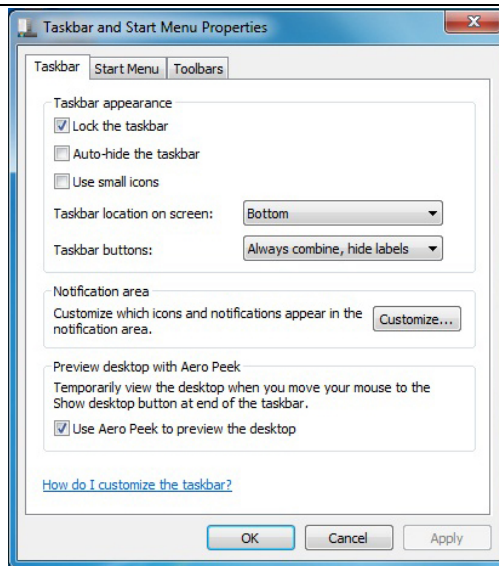 Taskbar and Start Menu Properties
Taskbar
Start Menu
Toolbars
Taskbar appearance
Lock the taskbar
Auto-hide the taskbar
Use small icons
Taskbar location on screen:
Bottom
Taskbar buttons:
Always combine, hide labels
Notification area
Customize which icons and notifications appear in the
notification area.
Customize...
Preview desktop with Aero Peek
Temporarily view the desktop when you move your mouse to the
Show desktop button at end of the taskbar.
Use Aero Peek to preview the desktop
How do I customize the taskbar?
OK
Cancel
Apply